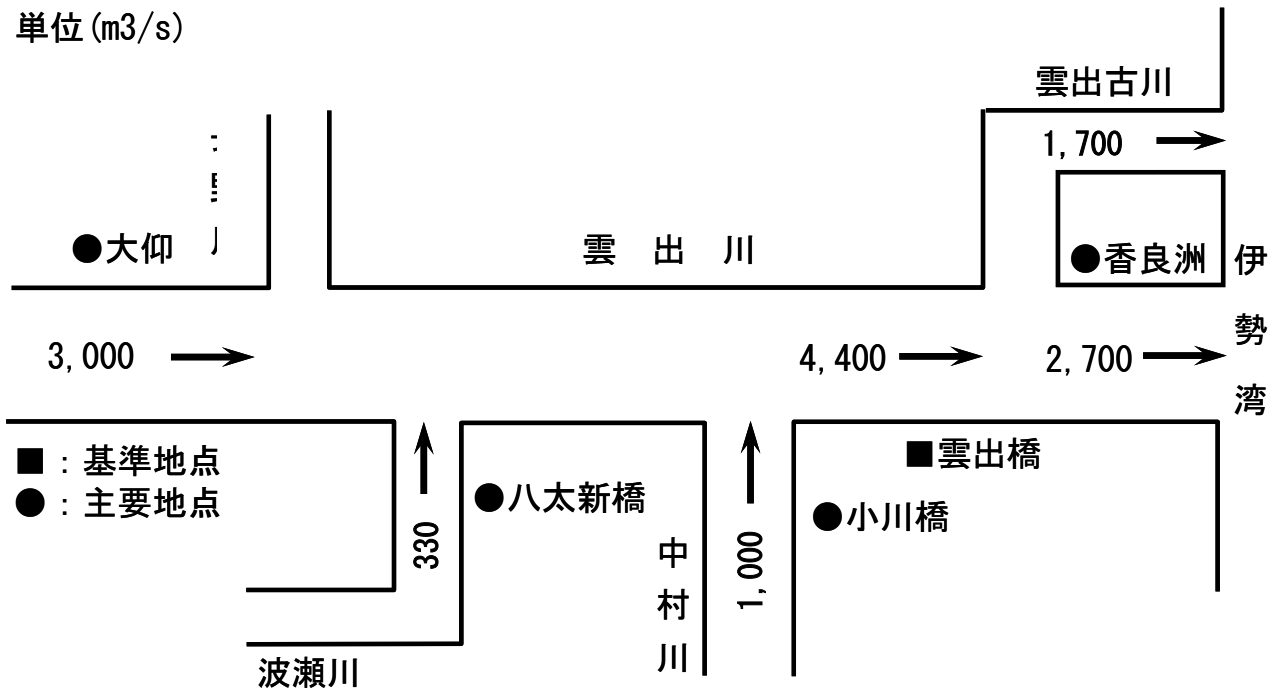 単位(m3/s)
雲出古川
1,700
●大仰
雲出川
●香良洲
伊勢湾
3,000
4,400
2,700
■：基準地点
●：主要地点
330
●八太新橋
中村川
1,000
■雲出橋
●小川橋
波瀬川